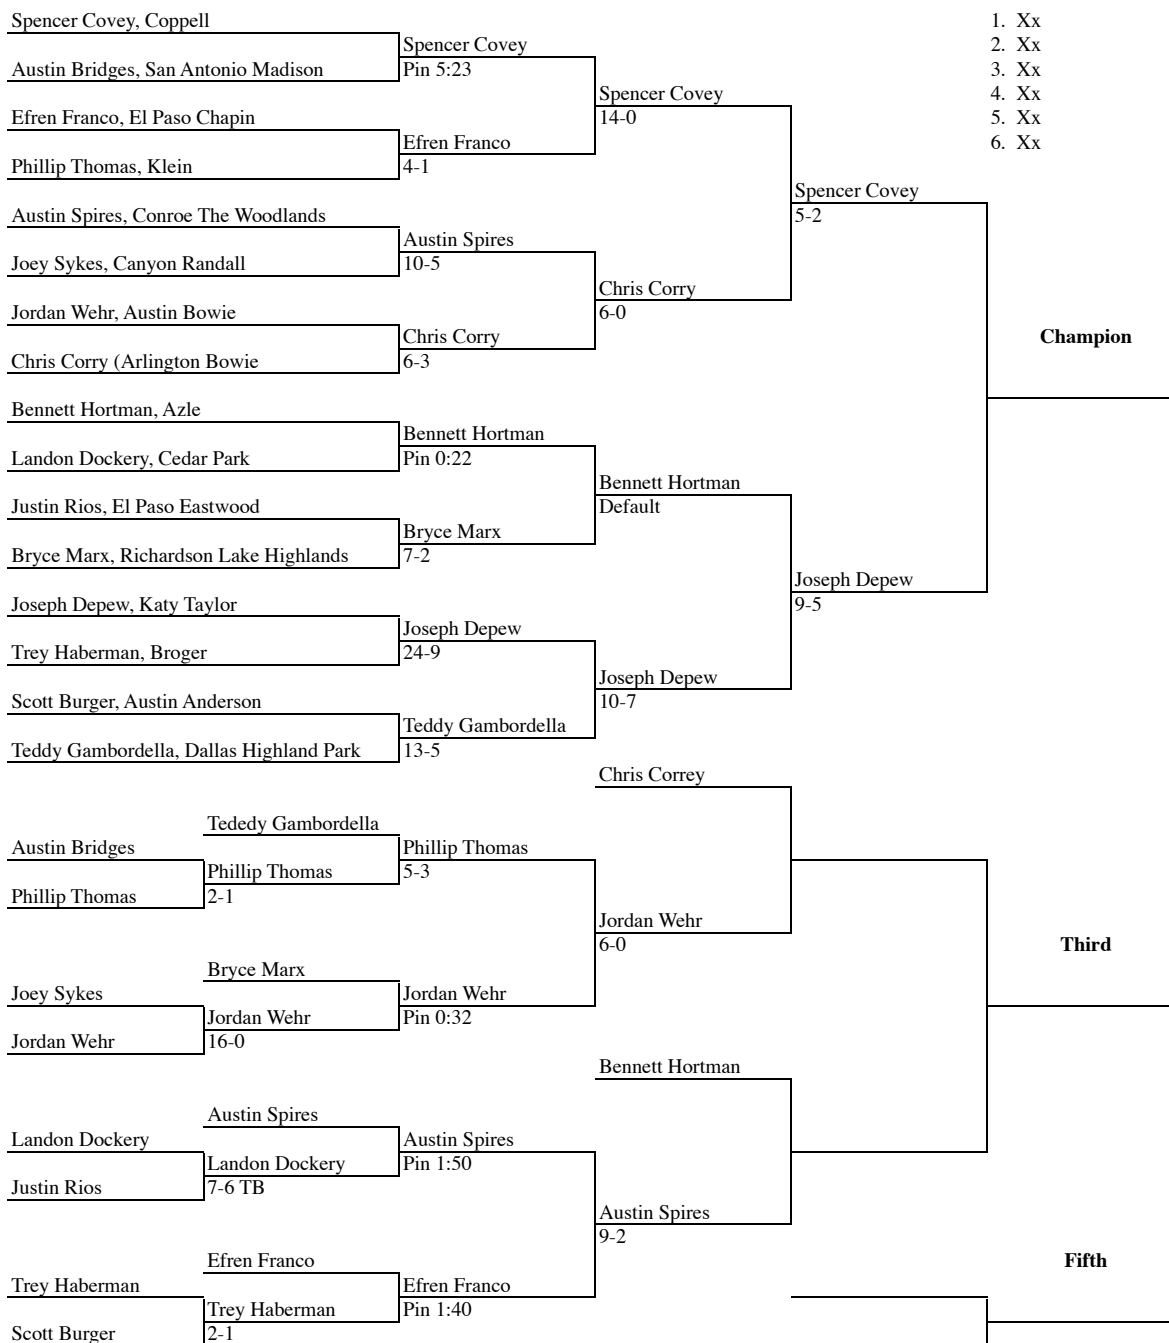 Spencer Covey, Coppell
1. Xx
2. Xx
Spencer Covey
Austin Bridges, San Antonio Madison
Pin 5:23
3. Xx
Spencer Covey
4. Xx
Efren Franco, El Paso Chapin
14-0
5. Xx
Efren Franco
6. Xx
Phillip Thomas, Klein
4-1
Spencer Covey
Austin Spires, Conroe The Woodlands
5-2
Austin Spires
Joey Sykes, Canyon Randall
10-5
Chris Corry
Jordan Wehr, Austin Bowie
6-0
Chris Corry
Champion
Chris Corry (Arlington Bowie
6-3
Bennett Hortman, Azle
Bennett Hortman
Landon Dockery, Cedar Park
Pin 0:22
Bennett Hortman
Justin Rios, El Paso Eastwood
Default
Bryce Marx
Bryce Marx, Richardson Lake Highlands
7-2
Joseph Depew
Joseph Depew, Katy Taylor
9-5
Joseph Depew
Trey Haberman, Broger
24-9
Joseph Depew
Scott Burger, Austin Anderson
10-7
Teddy Gambordella
Teddy Gambordella, Dallas Highland Park
13-5
Chris Correy
Tededy Gambordella
Austin Bridges
Phillip Thomas
Phillip Thomas
5-3
Phillip Thomas
2-1
Jordan Wehr
6-0
Third
Bryce Marx
Joey Sykes
Jordan Wehr
Jordan Wehr
Pin 0:32
Jordan Wehr
16-0
Bennett Hortman
Austin Spires
Landon Dockery
Austin Spires
Landon Dockery
Pin 1:50
Justin Rios
7-6 TB
Austin Spires
9-2
Efren Franco
Fifth
Trey Haberman
Efren Franco
Trey Haberman
Pin 1:40
Scott Burger
2-1